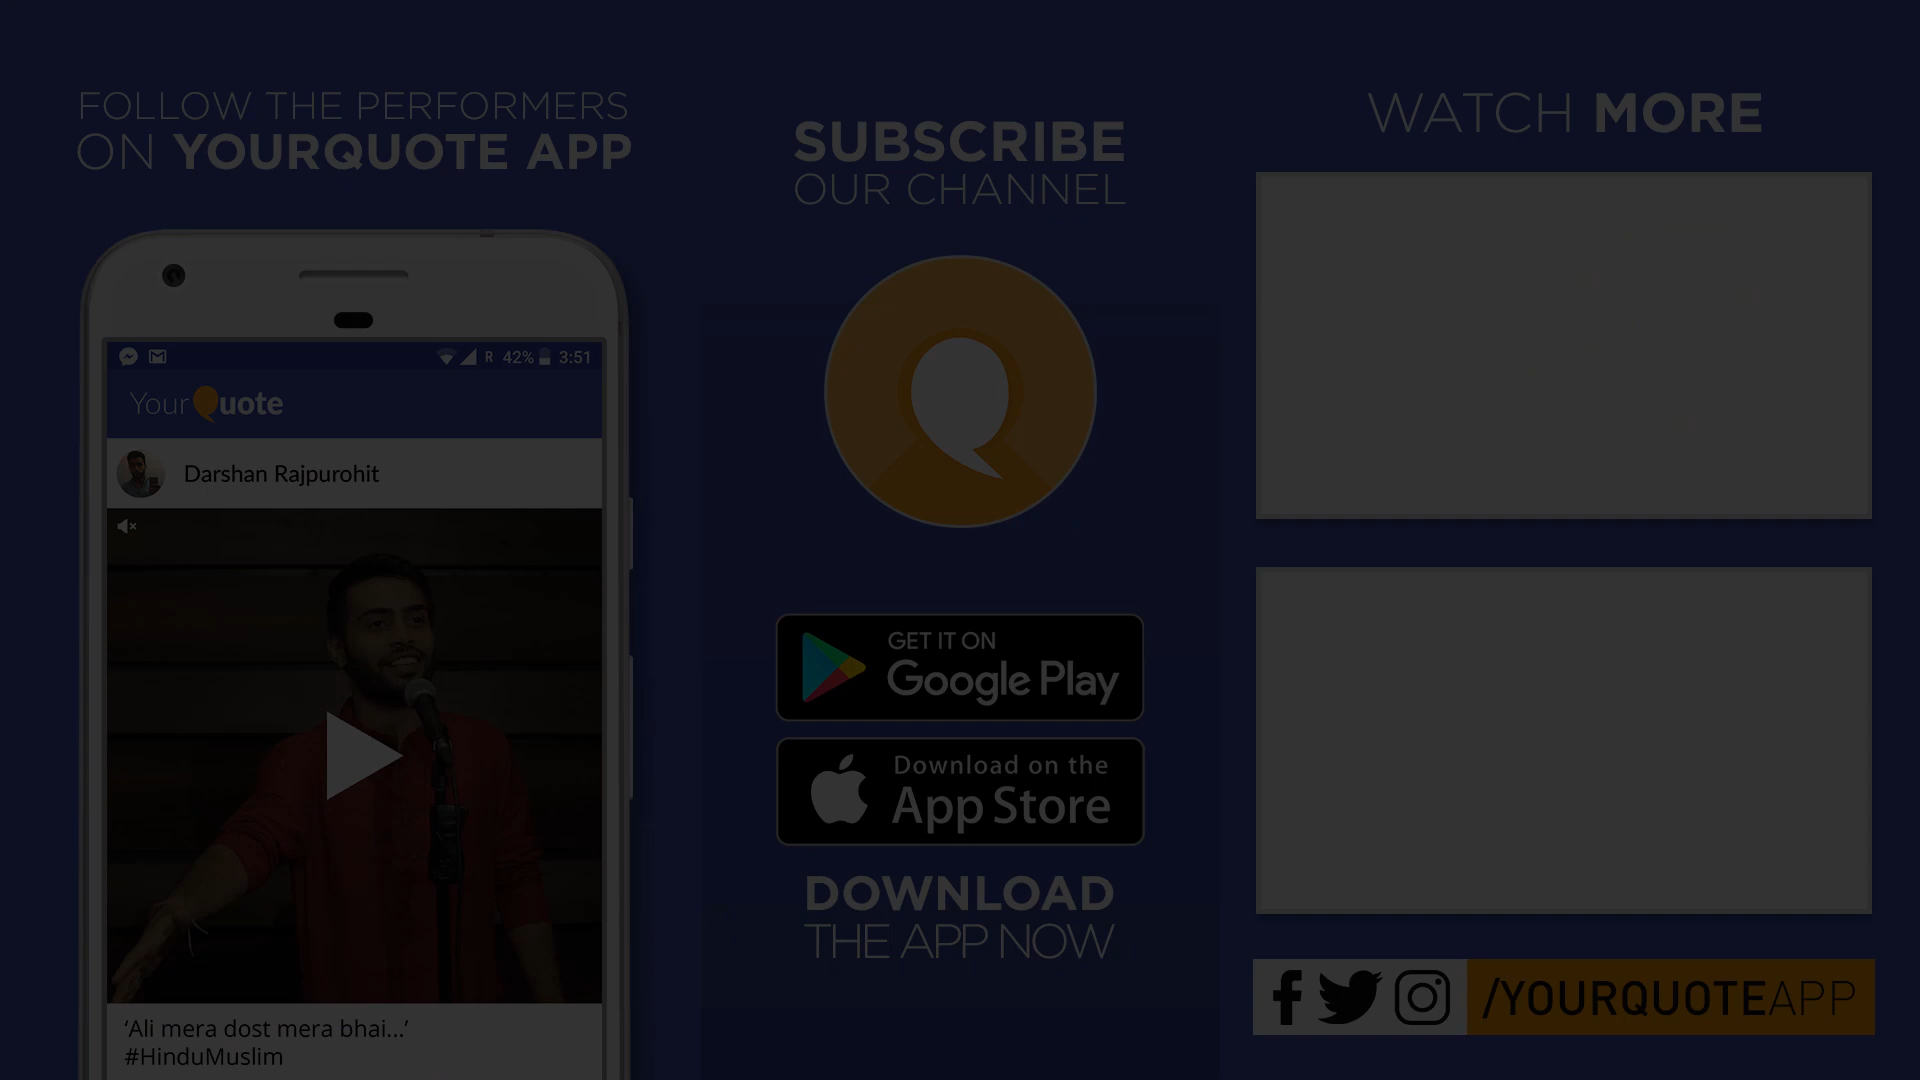 FOLLOW THE PERFORMERS
ON YOURQUOTE APP
R 42% 3:51
YourQuote
Darshan Rajpurohit
‘Ali mera dost mera bhai...’
#HinduMuslim
SUBSCRIBE
OUR CHANNEL
GET IT ON
Google Play
Download on the
App Store
DOWNLOAD
THE APP NOW
WATCH MORE
/YOURQUOTEAPP